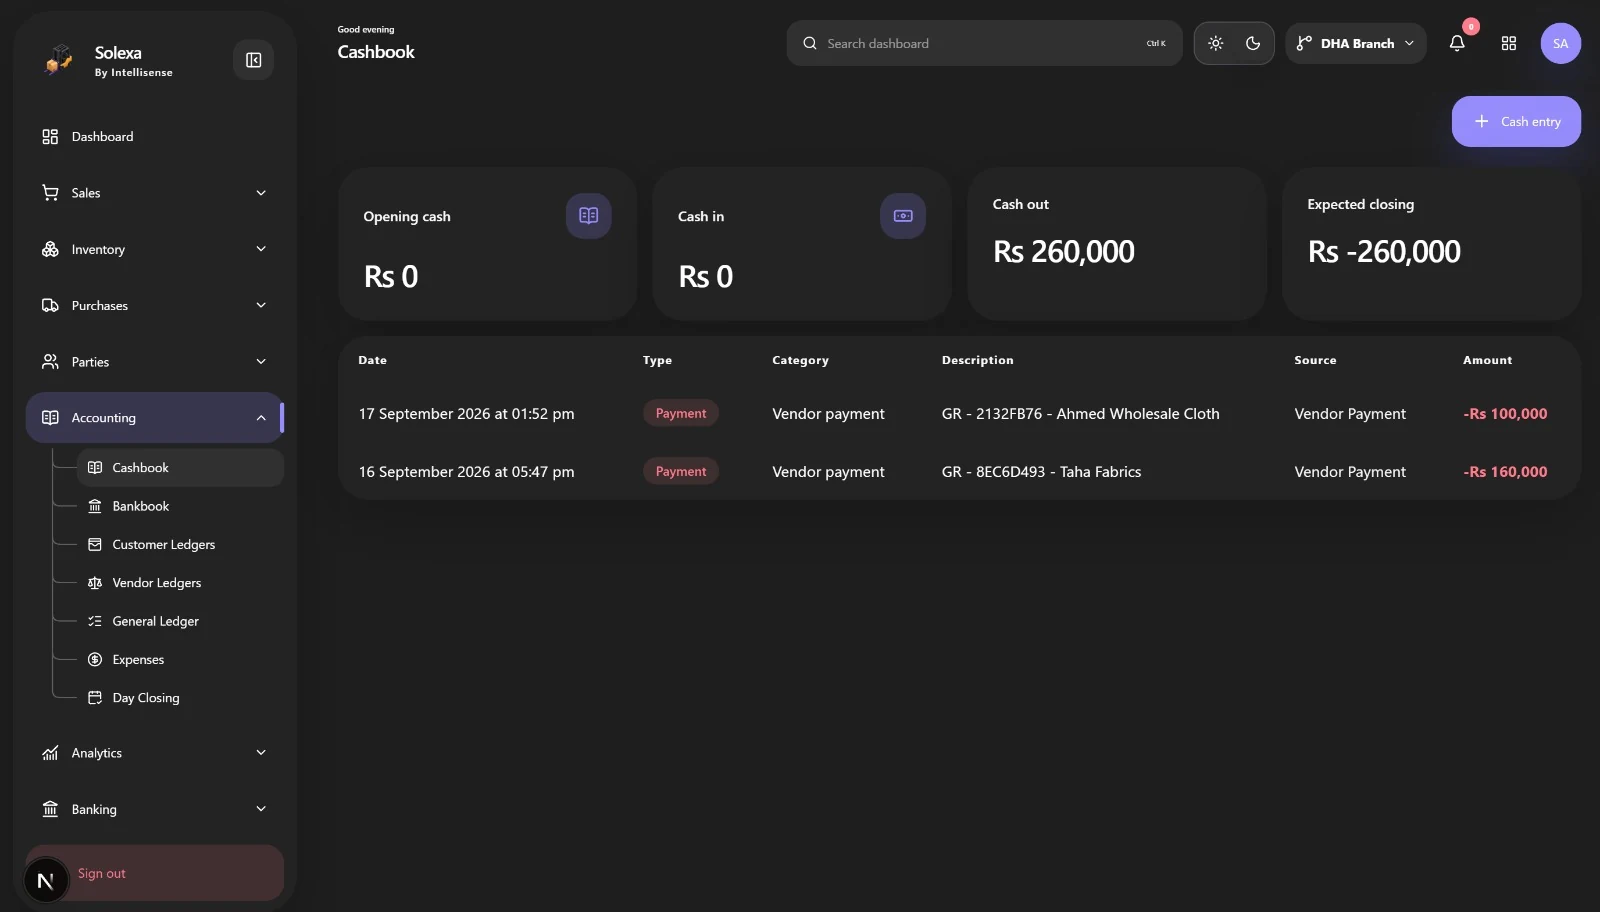 Solexa
By Intellisense
Dashboard
Sales
Inventory
Purchases
Parties
Accounting
Cashbook
Bankbook
Customer Ledgers
Vendor Ledgers
General Ledger
Expenses
Day Closing
Analytics
Banking
N
Sign out
Good evening
Cashbook
Search dashboard
Ctrl K
DHA Branch
0
SA
Cash entry
Opening cash
Rs 0
Cash in
Rs 0
Cash out
Rs 260,000
Expected closing
Rs -260,000
Date Type Category Description Source Amount
17 September 2026 at 01:52 pm Payment Vendor payment GR - 2132FB76 - Ahmed Wholesale Cloth Vendor Payment -Rs 100,000
16 September 2026 at 05:47 pm Payment Vendor payment GR - 8EC6D493 - Taha Fabrics Vendor Payment -Rs 160,000